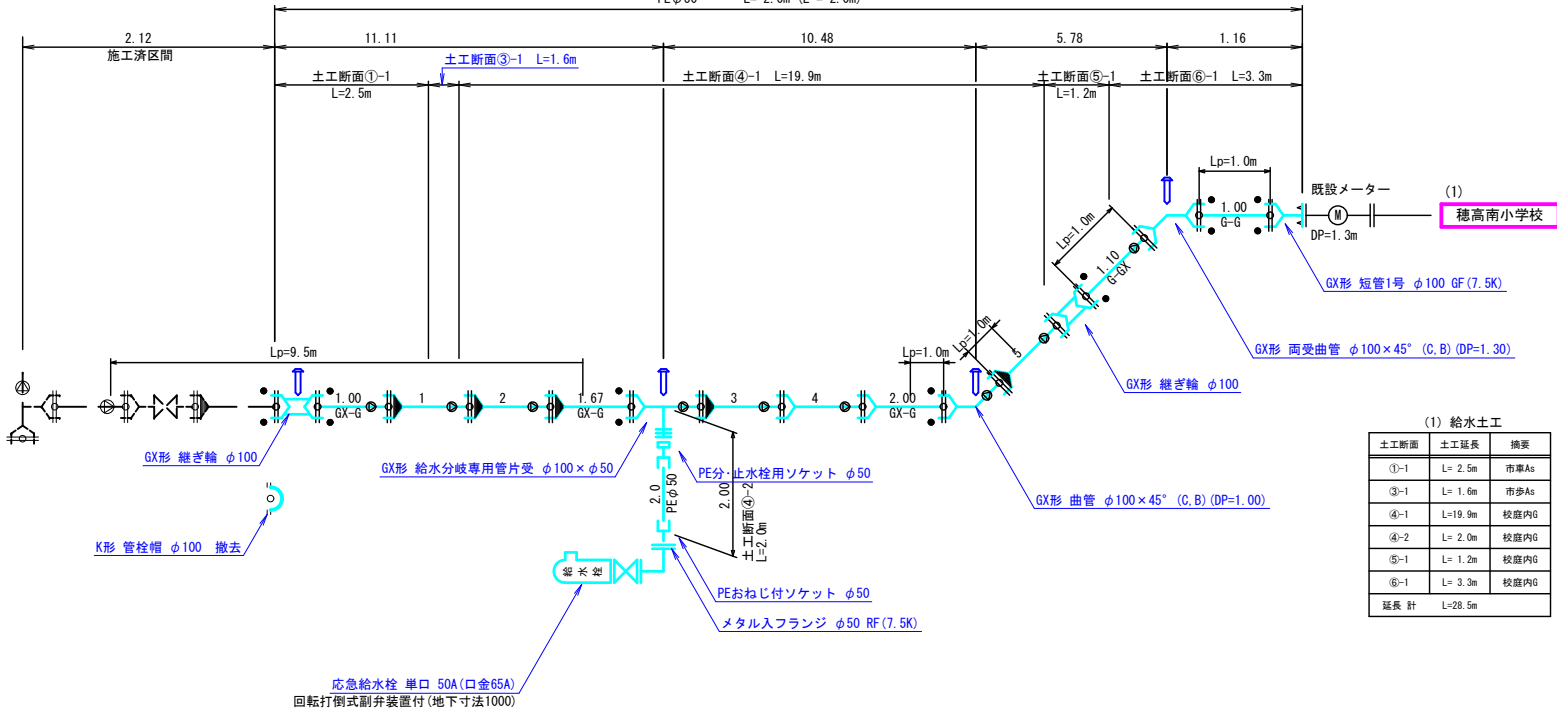 2.12
11.11
10.48
5.78
1.16
施工済区間
土工断面③-1 L=1.6m
土工断面①-1
L=2.5m
土工断面④-1 L=19.9m
土工断面⑤-1
L=1.2m
土工断面⑥-1 L=3.3m
Lp=1.0m
既設メーター
(1)
穂高南小学校
1.00
G-G
M
DP=1.3m
Lp=1.0m
1.10
G-GX
GX形 短管1号 φ100 GF(7.5K)
Lp=1.0m
5
GX形 両受曲管 φ100×45° (C,B)(DP=1.30)
Lp=9.5m
Lp=1.0m
GX形 継ぎ輪 φ100
1.00
GX-G
1
2
1.67
GX-G
3
4
2.00
GX-G
GX形 継ぎ輪 φ100
GX形 給水分岐専用管片受 φ100×φ50
PE分・止水栓用ソケット φ50
GX形 曲管 φ100×45° (C,B)(DP=1.00)
2.0
PEφ50
2.00
土工断面④-2
L=2.0m
K形 管栓帽 φ100 撤去
給水栓
PEおねじ付ソケット φ50
メタル入フランジ φ50 RF(7.5K)
応急給水栓 単口 50A(口金65A)
回転打倒式副弁装置付(地下寸法1000)
(1) 給水土工
土工断面 土工延長 摘要
①-1 L= 2.5m 市車As
③-1 L= 1.6m 市歩As
④-1 L=19.9m 校庭内G
④-2 L= 2.0m 校庭内G
⑤-1 L= 1.2m 校庭内G
⑥-1 L= 3.3m 校庭内G
延長 計 L=28.5m